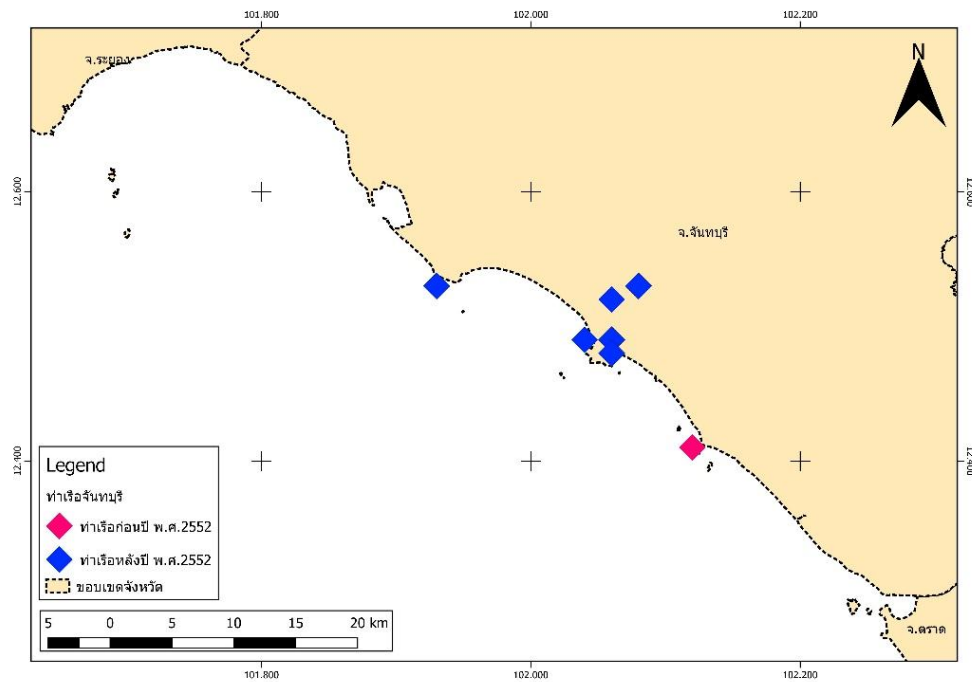 101.800 102.000 102.200
จ.ระยอง
N
12.600 12.600
จ.จันทบุรี
12.400 12.400
Legend
ท่าเรือจันทบุรี
ท่าเรือก่อนปี พ.ศ.2552
ท่าเรือหลังปี พ.ศ.2552
ขอบเขตจังหวัด
5 0 5 10 15 20 km
จ.ตราด
101.800 102.000 102.200